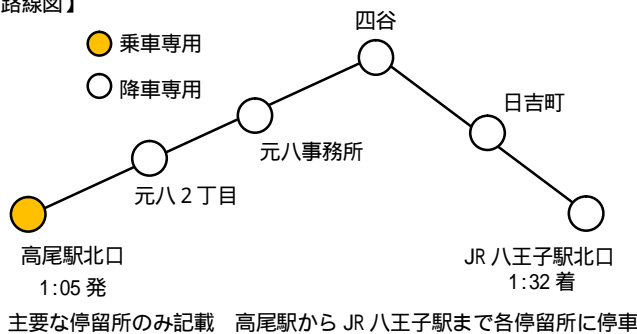 路線図】
乗車専用
降車専用
四谷
日吉町
元八事務所
元八２丁目
高尾駅北口
1:05 発
JR 八王子駅北口
1:32 着
主要な停留所のみ記載　高尾駅から JR 八王子駅まで各停留所に停車